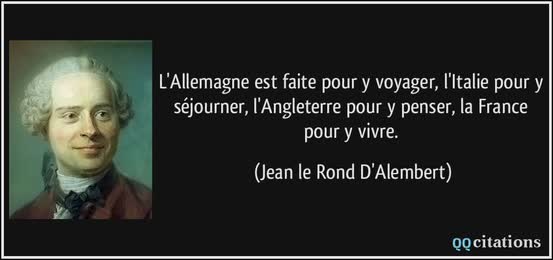 L'Allemagne est faite pour y voyager, l'Italie pour y
séjourner, l'Angleterre pour y penser, la France
pour y vivre.
(Jean le Rond D'Alembert)
QQcitations